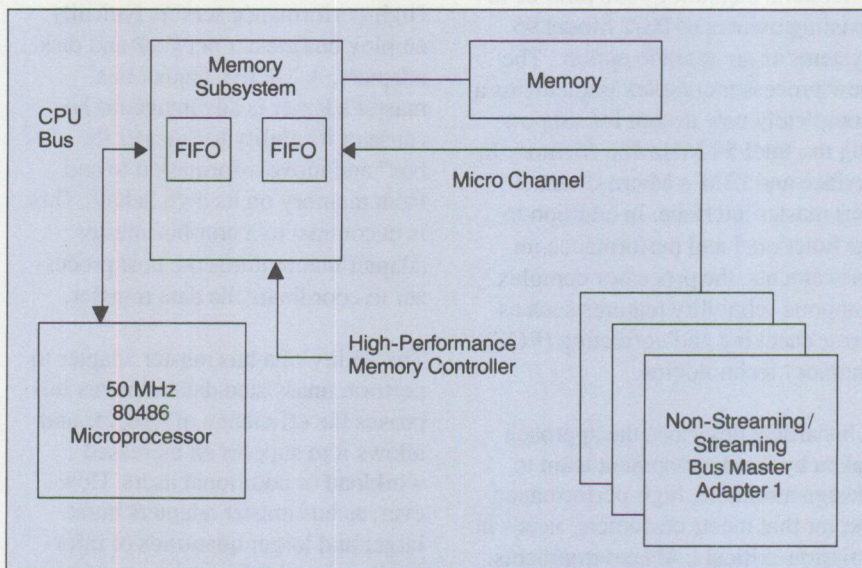 Memory
Subsystem
Memory
CPU
Bus
FIFO
FIFO
Micro Channel
High-Performance
Memory Controller
50 MHz
80486
Microprocessor
Non-Streaming/
Streaming
Bus Master
Adapter 1